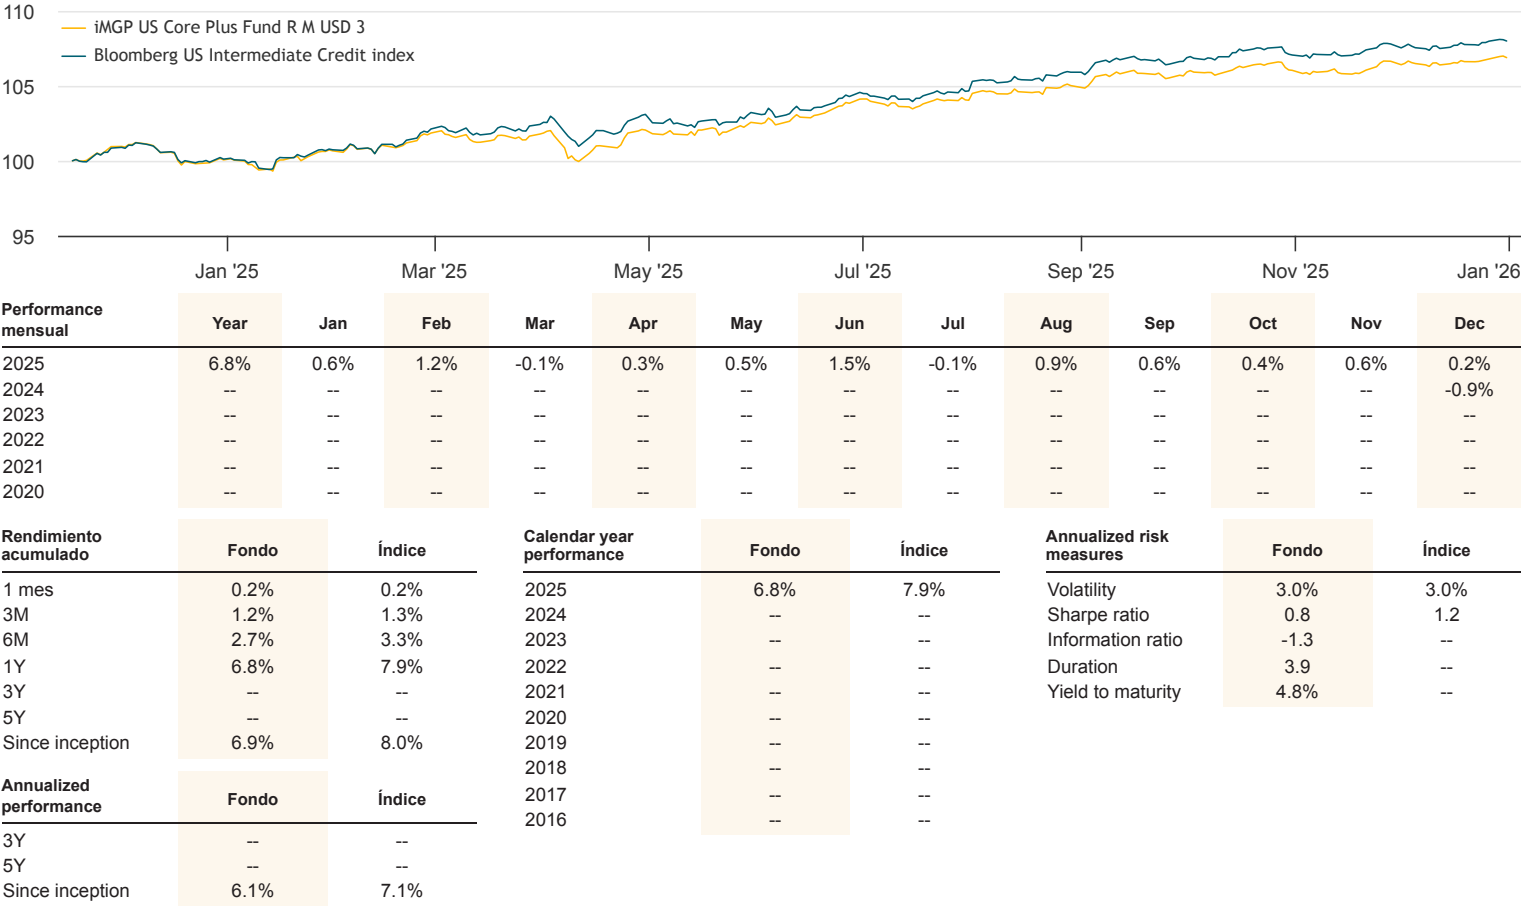 110
iMGP US Core Plus Fund R M USD 3
Bloomberg US Intermediate Credit index
105
100
95
Jan '25 Mar '25 May '25 Jul '25 Sep '25 Nov '25 Jan '26
Performance
mensual Year Jan Feb Mar Apr May Jun Jul Aug Sep Oct Nov Dec
2025 6.8% 0.6% 1.2% -0.1% 0.3% 0.5% 1.5% -0.1% 0.9% 0.6% 0.4% 0.6% 0.2%
2024 -- -- -- -- -- -- -- -- -- -- -- -- -0.9%
2023 -- -- -- -- -- -- -- -- -- -- -- -- --
2022 -- -- -- -- -- -- -- -- -- -- -- -- --
2021 -- -- -- -- -- -- -- -- -- -- -- -- --
2020 -- -- -- -- -- -- -- -- -- -- -- -- --
Rendimiento
acumulado Fondo Índice
1 mes 0.2% 0.2%
3M 1.2% 1.3%
6M 2.7% 3.3%
1Y 6.8% 7.9%
3Y -- --
5Y -- --
Since inception 6.9% 8.0%
Annualized
performance Fondo Índice
3Y -- --
5Y -- --
Since inception 6.1% 7.1%
Calendar year
performance Fondo Índice
2025 6.8% 7.9%
2024 -- --
2023 -- --
2022 -- --
2021 -- --
2020 -- --
2019 -- --
2018 -- --
2017 -- --
2016 -- --
Annualized risk
measures Fondo Índice
Volatility 3.0% 3.0%
Sharpe ratio 0.8 1.2
Information ratio -1.3 --
Duration 3.9 --
Yield to maturity 4.8% --